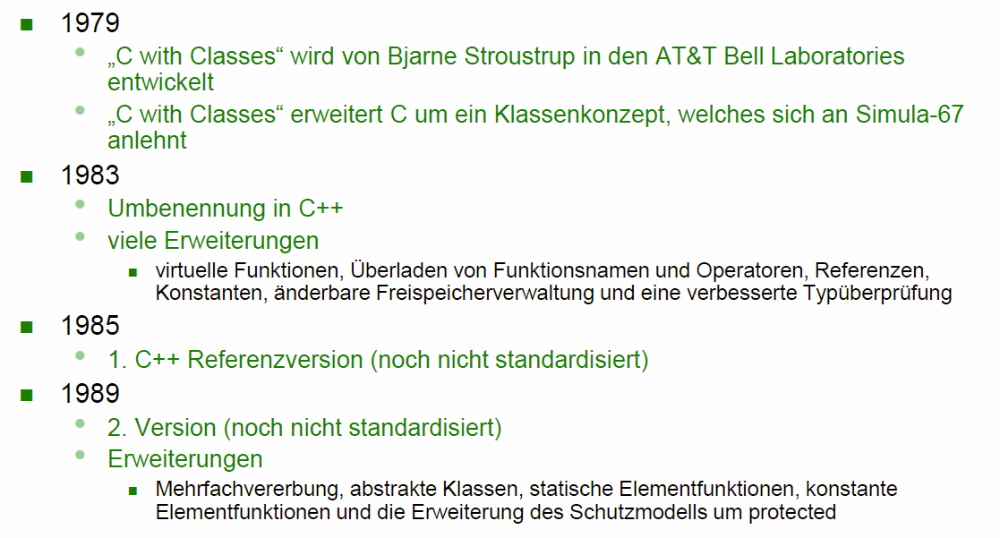 1979
„C with Classes“ wird von Bjarne Stroustrup in den AT&T Bell Laboratories
entwickelt
„C with Classes“ erweitert C um ein Klassenkonzept, welches sich an Simula-67
anlehnt
1983
Umbenennung in C++
viele Erweiterungen
virtuelle Funktionen, Überladen von Funktionsnamen und Operatoren, Referenzen,
Konstanten, änderbare Freispeicherverwaltung und eine verbesserte Typüberprüfung
1985
1. C++ Referenzversion (noch nicht standardisiert)
1989
2. Version (noch nicht standardisiert)
Erweiterungen
Mehrfachvererbung, abstrakte Klassen, statische Elementfunktionen, konstante
Elementfunktionen und die Erweiterung des Schutzmodells um protected